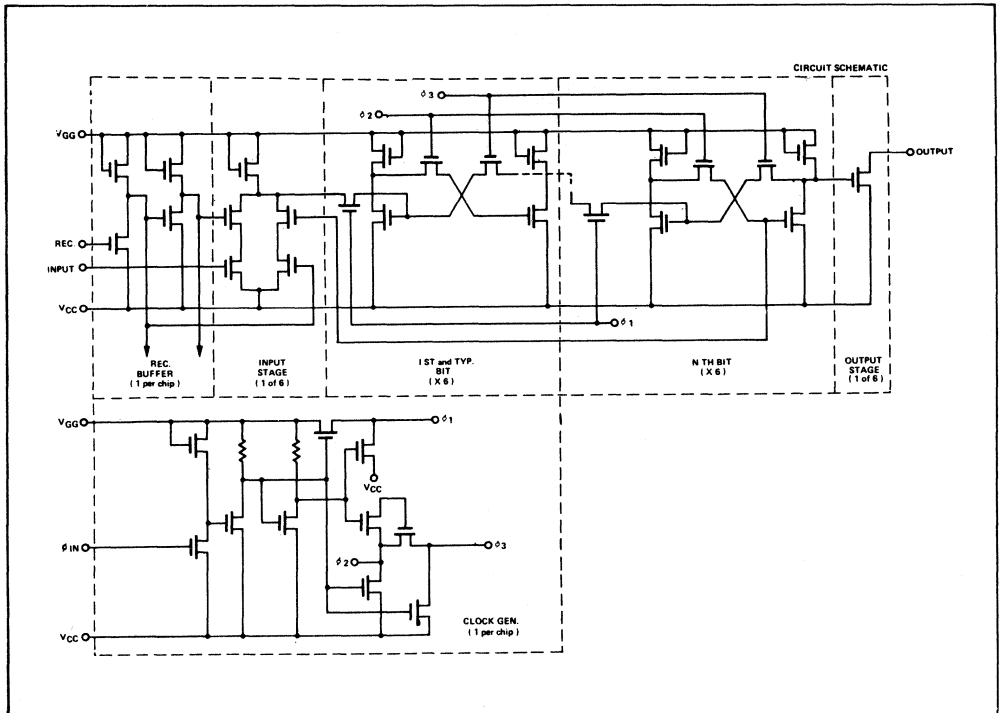 CIRCUIT SCHEMATIC
ϕ3
ϕ2
VGG
OUTPUT
REC.
INPUT
VCC
ϕ1
REC.
BUFFER
( 1 per chip )
INPUT
STAGE
( 1 of 6 )
I ST and TYP.
BIT
( X 6 )
N TH BIT
( X 6 )
OUTPUT
STAGE
( 1 of 6 )
VGG
ϕ1
VCC
ϕIN
ϕ3
ϕ2
CLOCK GEN.
( 1 per chip )
VCC